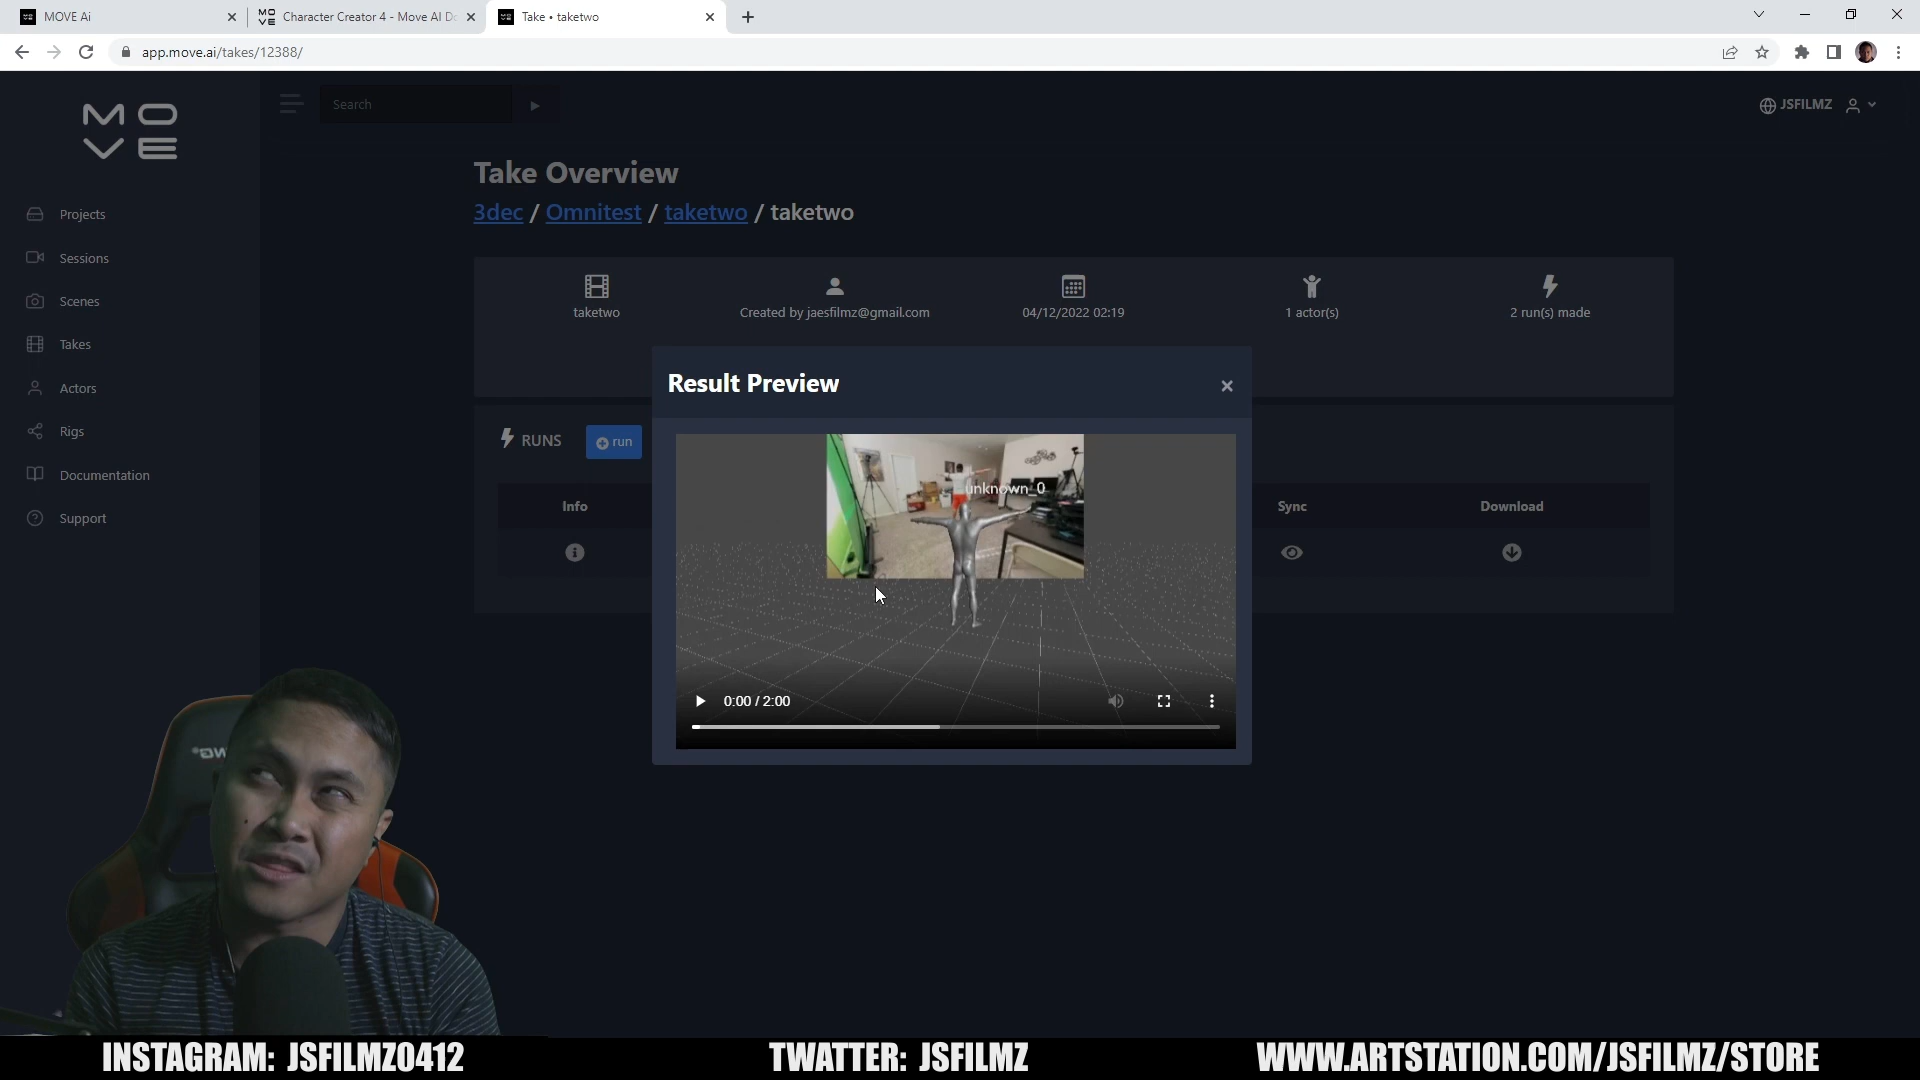 MOVE Ai
Character Creator 4 - Move AI Do
Take • taketwo
app.move.ai/takes/12388/
MO
VE
Search
JSFILMZ
Projects
Sessions
Scenes
Takes
Actors
Rigs
Documentation
Support
Take Overview
3dec / Omnitest / taketwo / taketwo
taketwo
Created by jaesfilmz@gmail.com
04/12/2022 02:19
1 actor(s)
2 run(s) made
Result Preview
RUNS
run
Info
Sync
Download
unknown_0
0:00 / 2:00
INSTAGRAM: JSFILMZ0412
TWATTER: JSFILMZ
WWW.ARTSTATION.COM/JSFILMZ/STORE